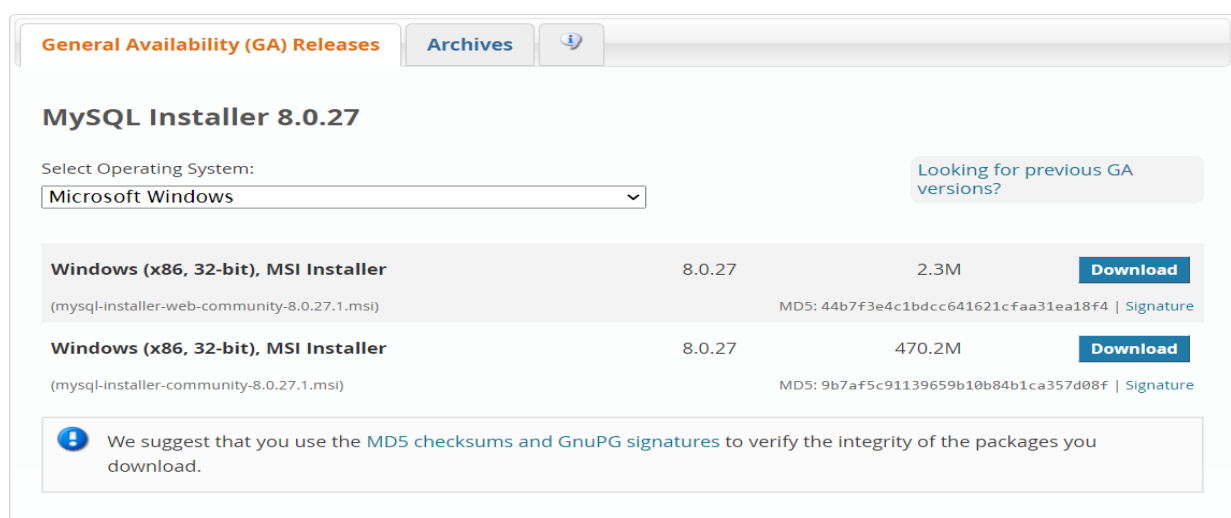 General Availability (GA) Releases
Archives
MySQL Installer 8.0.27
Select Operating System:
Looking for previous GA
versions?
Microsoft Windows
Windows (x86, 32-bit), MSI Installer 8.0.27 2.3M Download
(mysql-installer-web-community-8.0.27.1.msi) MD5: 44b7f3e4c1bdcc641621cfaa31ea18f4 | Signature
Windows (x86, 32-bit), MSI Installer 8.0.27 470.2M Download
(mysql-installer-community-8.0.27.1.msi) MD5: 9b7af5c91139659b10b84b1ca357d08f | Signature
We suggest that you use the MD5 checksums and GnuPG signatures to verify the integrity of the packages you
download.